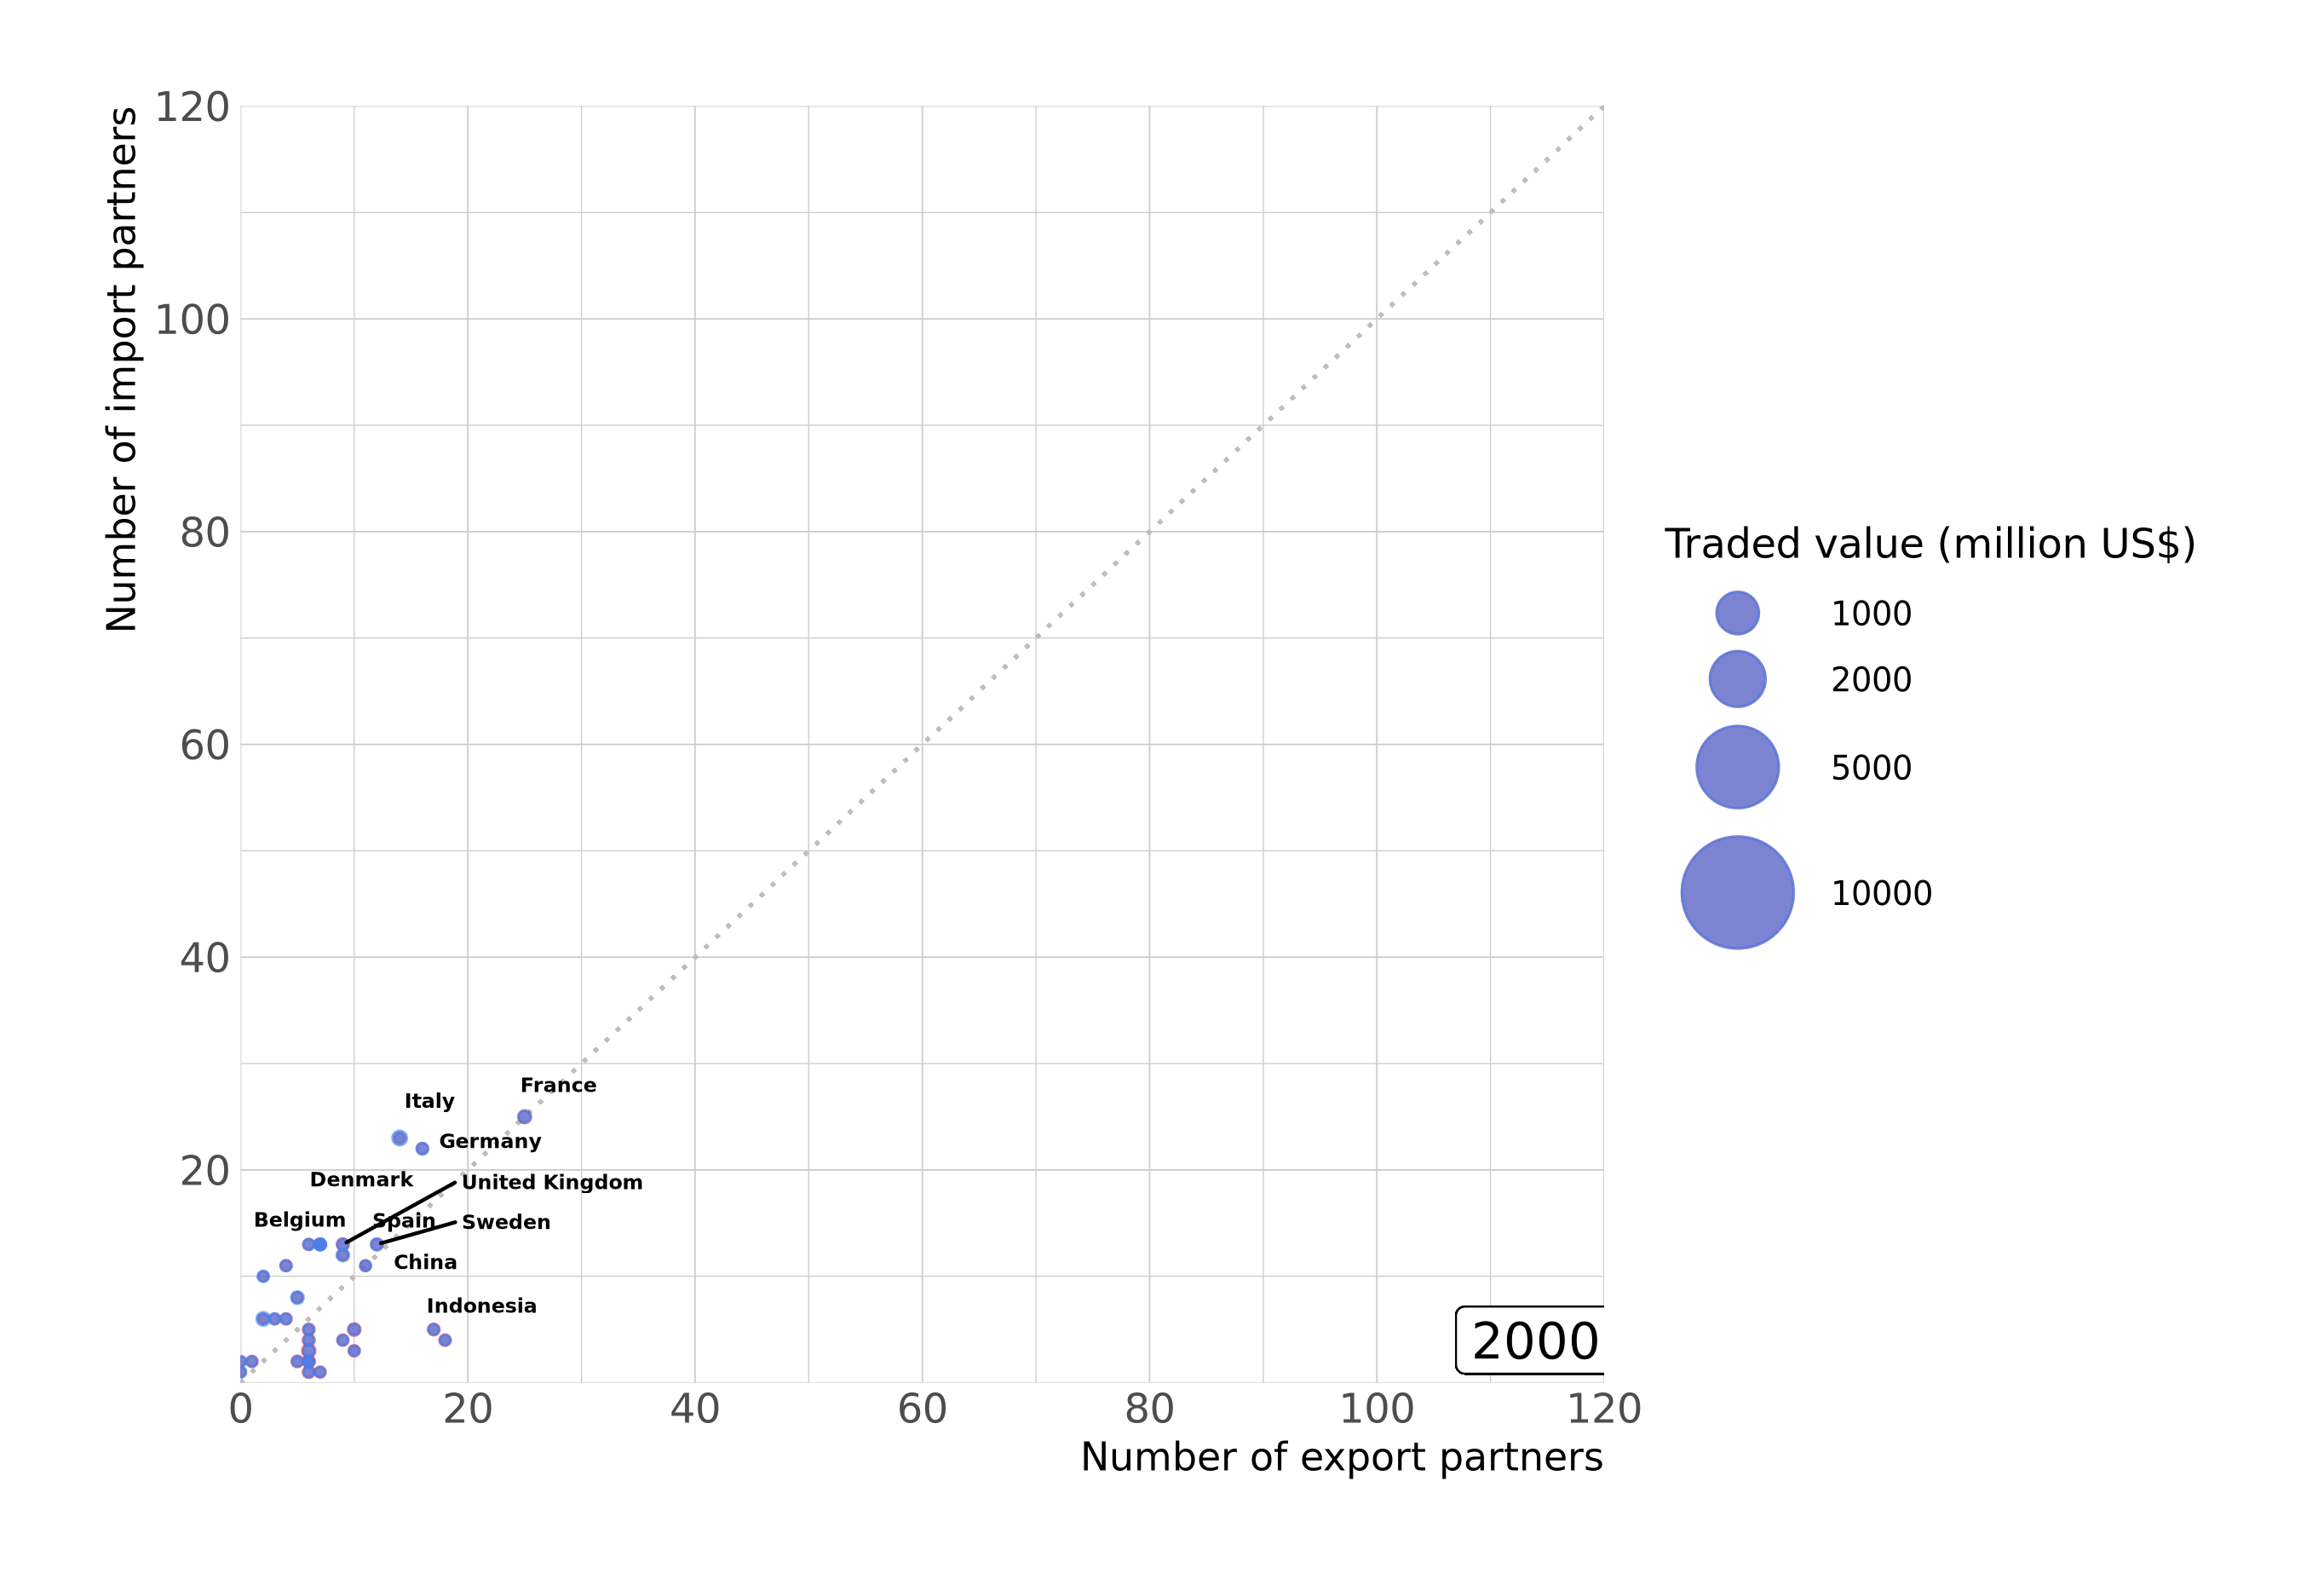 Number of import partners
120
100
80
60
40
20
France
Italy
Germany
Denmark
United Kingdom
Belgium
Spain
Sweden
China
Indonesia
2000
0 20 40 60 80 100 120
Number of export partners
Traded value (million US$)
1000
2000
5000
10000